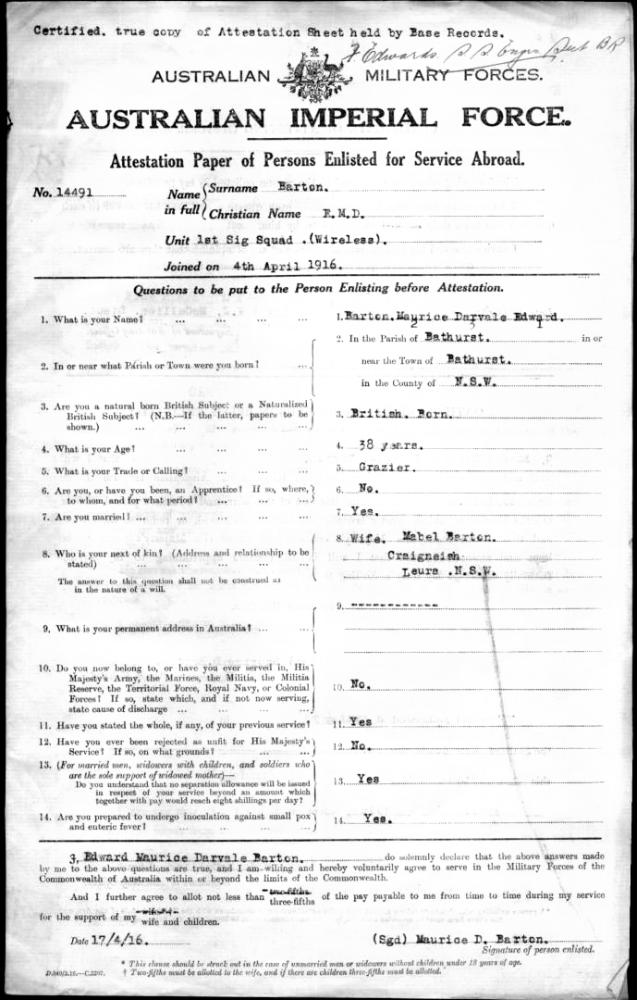 Certified. true copy of Attestation Sheet held by Base Records.
Edwards
AUSTRALIAN MILITARY FORCES.
AUSTRALIAN IMPERIAL FORCE.
Attestation Paper of Persons Enlisted for Service Abroad.
No. 14491
Name in full
Surname Barton.
Christian Name E.M.D.
Unit 1st Sig Squad .(Wireless).
Joined on 4th April 1916.
Questions to be put to the Person Enlisting before Attestation.
1. What is your Name? ... ... ... ...
1. Barton.Maurice Darvale Edward.
2. In or near what Parish or Town were you born? ...
2. In the Parish of Bathurst. in or
near the Town of Bathurst.
in the County of N.S.W.
3. Are you a natural born British Subject or a Naturalized
British Subject? (N.B.—If the latter, papers to be
shown.) ... ... ... ... ...
3. British. Born.
4. What is your Age? ... ... ... ...
4. 38 years.
5. What is your Trade or Calling? ... ... ...
5. Grazier.
6. Are you, or have you been, an Apprentice? If so, where,
to whom, and for what period? ... ... ...
6. No.
7. Are you married? ... ... ... ... ...
7. Yes.
8. Who is your next of kin? (Address and relationship to be
stated) ... ... ... ... ...
The answer to this question shall not be construed as
in the nature of a will.
8. Wife. Mabel Barton.
Craigneish
Leura .N.S.W.
9. What is your permanent address in Australia? ... ...
9. ------------
10. Do you now belong to, or have you ever served in, His
Majesty's Army, the Marines, the Militia, the Militia
Reserve, the Territorial Force, Royal Navy, or Colonial
Forces? If so, state which, and if not now serving,
state cause of discharge ... ... ... ...
10. No.
11. Have you stated the whole, if any, of your previous service?
11. Yes
12. Have you ever been rejected as unfit for His Majesty's
Service? If so, on what grounds? ... ...
12. No.
13. (For married men, widowers with children, and soldiers who
are the sole support of widowed mother)—
Do you understand that no separation allowance will be issued
in respect of your service beyond an amount which
together with pay would reach eight shillings per day?
13. Yes
14. Are you prepared to undergo inoculation against small pox
and enteric fever? ... ... ... ...
14. Yes.
I, Edward Maurice Darvale Barton. do solemnly declare that the above answers made
by me to the above questions are true, and I am willing and hereby voluntarily agree to serve in the Military Forces of the
Commonwealth of Australia within or beyond the limits of the Commonwealth.
And I further agree to allot not less than two-fifths three-fifths of the pay payable to me from time to time during my service
for the support of my wife*† wife and children.
Date 17/4/16. (Sgd) Maurice D. Barton.
Signature of person enlisted.
* This clause should be struck out in the case of unmarried men or widowers without children under 18 years of age.
† Two-fifths must be allotted to the wife, and if there are children three-fifths must be allotted.